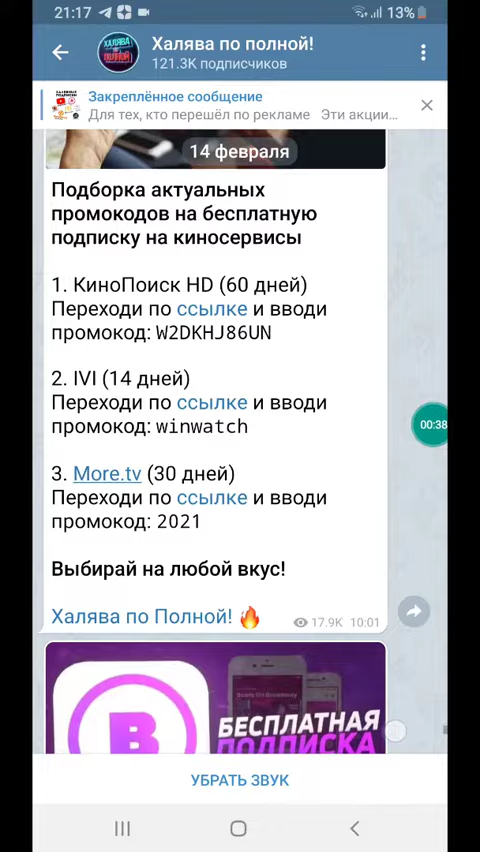 21:17
13%
Халява по полной!
121.3K подписчиков
Закреплённое сообщение
Для тех, кто перешёл по рекламе Эти акции...
14 февраля
Подборка актуальных
промокодов на бесплатную
подписку на киносервисы
1. КиноПоиск HD (60 дней)
Переходи по ссылке и вводи
промокод: W2DKHJ86UN
2. IVI (14 дней)
Переходи по ссылке и вводи
промокод: winwatch
00:38
3. More.tv (30 дней)
Переходи по ссылке и вводи
промокод: 2021
Выбирай на любой вкус!
Халява по Полной! 🔥
17.9K 10:01
В
БЕСПЛАТНАЯ
ПОДПИСКА
УБРАТЬ ЗВУК